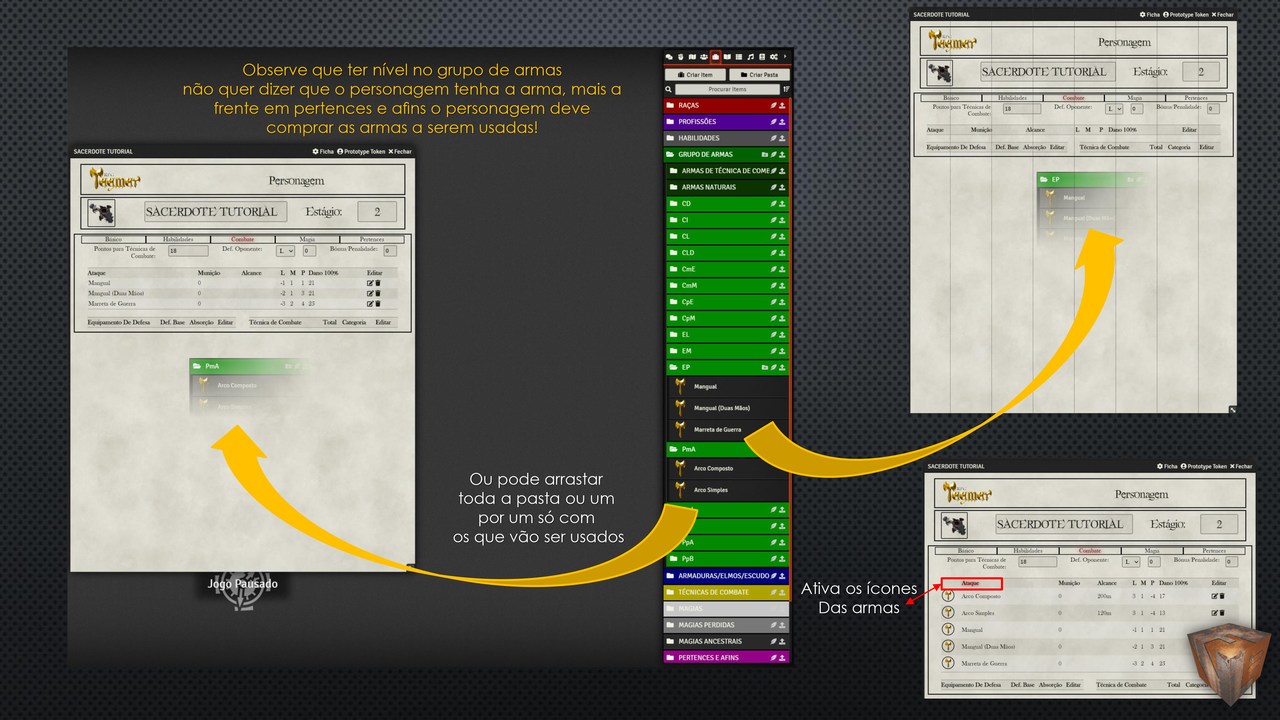 Observe que ter nível no grupo de armas
não quer dizer que o personagem tenha a arma, mais a
frente em pertences e afins o personagem deve
comprar as armas a serem usadas!
SACERDOTE TUTORIAL Ficha Prototype Token Fechar
Tagmar Personagem
SACERDOTE TUTORIAL Estágio: 2
Básico Habilidades Combate Magia Pertences
Pontos para Técnicas de Combate: 18 Def. Oponente: L 0 Bônus/Penalidade: 0
Ataque Munição Alcance L M P Dano 100% Editar
Mangual 0 -1 1 1 21
Mangual (Duas Mãos) 0 -2 1 3 21
Marreta de Guerra 0 -3 2 4 23
Equipamento De Defesa Def. Base Absorção Editar Técnica de Combate Total Categoria Editar
PmA
Arco Composto
Jogo Pausado
Ou pode arrastar
toda a pasta ou um
por um só com
os que vão ser usados
Criar Item Criar Pasta
Procurar Items
RAÇAS
PROFISSÕES
HABILIDADES
GRUPO DE ARMAS
ARMAS DE TÉCNICA DE COMB
ARMAS NATURAIS
CD
CI
CL
CLD
CmE
CmM
CpE
CpM
EL
EM
EP
Mangual
Mangual (Duas Mãos)
Marreta de Guerra
PmA
Arco Composto
Arco Simples
PpA
PpB
ARMADURAS/ELMOS/ESCUDO
TÉCNICAS DE COMBATE
MAGIAS
MAGIAS PERDIDAS
MAGIAS ANCESTRAIS
PERTENCES E AFINS
SACERDOTE TUTORIAL Ficha Prototype Token Fechar
Tagmar Personagem
SACERDOTE TUTORIAL Estágio: 2
Básico Habilidades Combate Magia Pertences
Pontos para Técnicas de Combate: 18 Def. Oponente: L 0 Bônus/Penalidade: 0
Ataque Munição Alcance L M P Dano 100% Editar
Equipamento De Defesa Def. Base Absorção Editar Técnica de Combate Total Categoria Editar
EP
Mangual
Mangual (Duas
SACERDOTE TUTORIAL Ficha Prototype Token Fechar
Tagmar Personagem
SACERDOTE TUTORIAL Estágio: 2
Básico Habilidades Combate Magia Pertences
Pontos para Técnicas de Combate: 18 Def. Oponente: L 0 Bônus/Penalidade: 0
Ataque Munição Alcance L M P Dano 100% Editar
Arco Composto 0 200m 3 1 -4 17
Arco Simples 0 120m 3 1 -4 13
Mangual 0 -1 1 1 21
Mangual (Duas Mãos) 0 -2 1 3 21
Marreta de Guerra 0 -3 2 4 23
Equipamento De Defesa Def. Base Absorção Editar Técnica de Combate Total
Ativa os ícones
Das armas